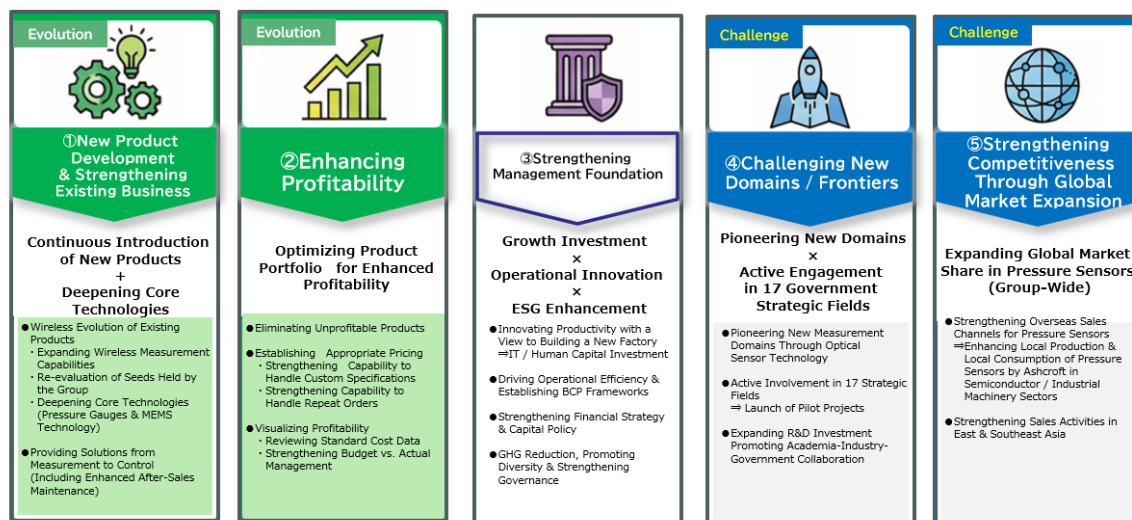 Evolution
①New Product
Development
& Strengthening
Existing Business
Continuous Introduction
of New Products
+
Deepening Core
Technologies
●Wireless Evolution of Existing
Products
・Expanding Wireless Measurement
Capabilities
・Re-evaluation of Seeds Held by
the Group
・Deepening Core Technologies
(Pressure Gauges & MEMS
Technology)
●Providing Solutions from
Measurement to Control
(Including Enhanced After-Sales
Maintenance)
Evolution
②Enhancing
Profitability
Optimizing Product
Portfolio for Enhanced
Profitability
●Eliminating Unprofitable Products
●Establishing Appropriate Pricing
・Strengthening Capability to
Handle Custom Specifications
・Strengthening Capability to
Handle Repeat Orders
●Visualizing Profitability
・Reviewing Standard Cost Data
・Strengthening Budget vs. Actual
Management
③Strengthening
Management Foundation
Growth Investment
×
Operational Innovation
×
ESG Enhancement
●Innovating Productivity with a
View to Building a New Factory
⇒IT / Human Capital Investment
●Driving Operational Efficiency &
Establishing BCP Frameworks
●Strengthening Financial Strategy
& Capital Policy
●GHG Reduction, Promoting
Diversity & Strengthening
Governance
Challenge
④Challenging New
Domains / Frontiers
Pioneering New Domains
×
Active Engagement
in 17 Government
Strategic Fields
●Pioneering New Measurement
Domains Through Optical
Sensor Technology
●Active Involvement in 17 Strategic
Fields
⇒ Launch of Pilot Projects
●Expanding R&D Investment
Promoting Academia-Industry-
Government Collaboration
Challenge
⑤Strengthening
Competitiveness
Through Global
Market Expansion
Expanding Global Market
Share in Pressure Sensors
(Group-Wide)
●Strengthening Overseas Sales
Channels for Pressure Sensors
⇒Enhancing Local Production &
Local Consumption of Pressure
Sensors by Ashcroft in
Semiconductor / Industrial
Machinery Sectors
●Strengthening Sales Activities in
East & Southeast Asia